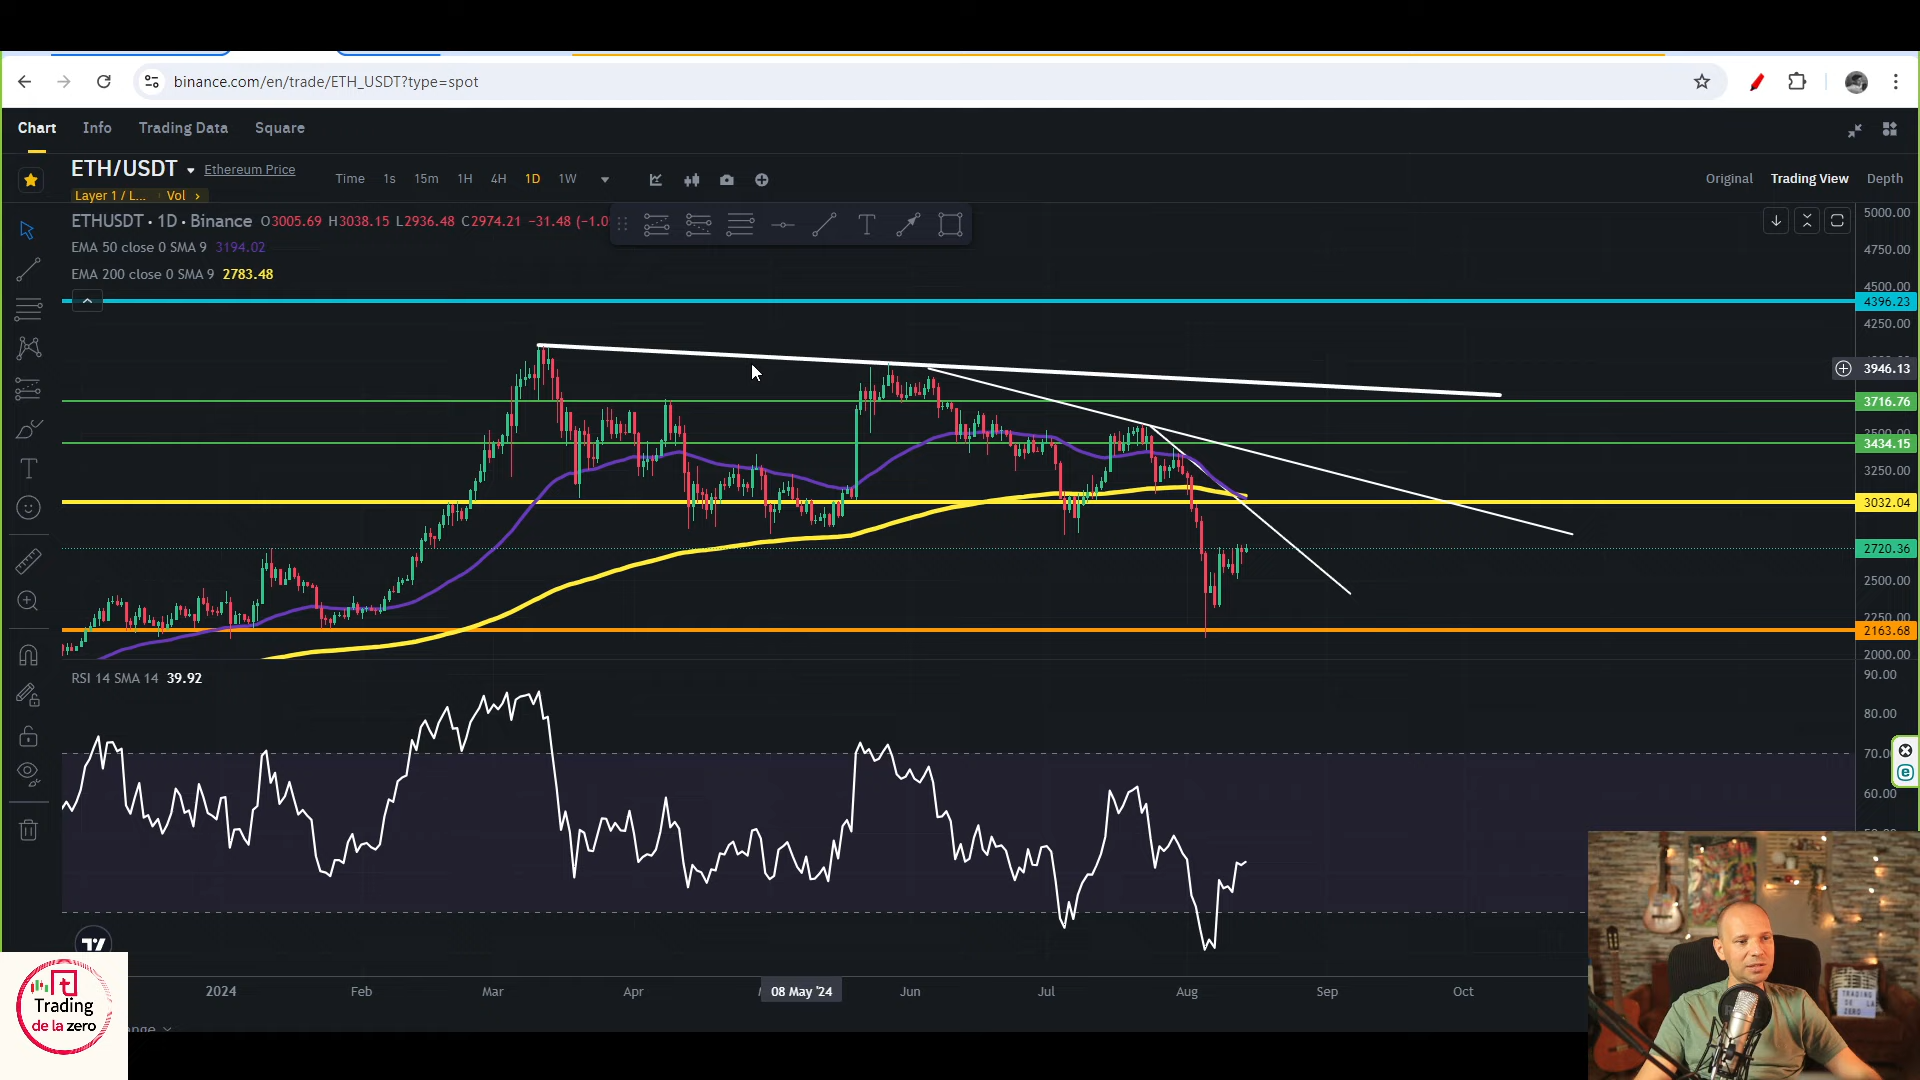 binance.com/en/trade/ETH_USDT?type=spot
Chart Info Trading Data Square
ETH/USDT Ethereum Price
Time 1s 15m 1H 4H 1D 1W
Original Trading View Depth
Layer 1 / L... Vol
ETHUSDT · 1D · Binance O3005.69 H3038.15 L2936.48 C2974.21 −31.48
EMA 50 close 0 SMA 9 3194.02
EMA 200 close 0 SMA 9 2783.48
5000.00
4750.00
4500.00
4396.23
4250.00
3946.13
3716.76
3500.00
3434.15
3250.00
3032.04
2720.36
2500.00
2250.00
2163.68
2000.00
RSI 14 SMA 14 39.92
90.00
80.00
70.00
60.00
2024 Feb Mar Apr 08 May '24 Jun Jul Aug Sep Oct
Trading
de la zero